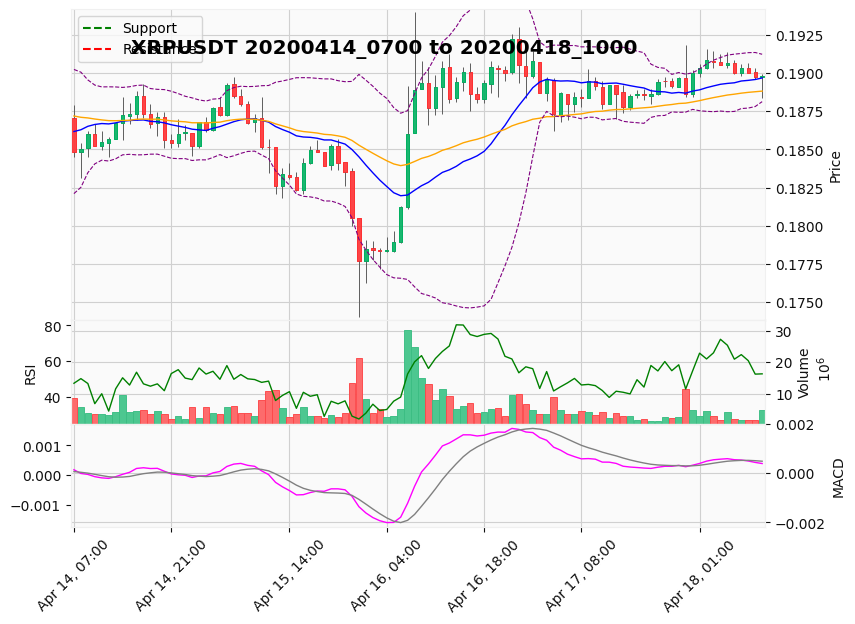 XRPUSDT 20200414_0700 to 20200418_1000
Support
Resistance
0.1925
0.1900
0.1875
0.1850
0.1825
0.1800
0.1775
0.1750
Price
80
60
40
RSI
30
20
10
Volume
10^6
0.001
0.000
−0.001
0.002
0.000
−0.002
MACD
Apr 14, 07:00
Apr 14, 21:00
Apr 15, 14:00
Apr 16, 04:00
Apr 16, 18:00
Apr 17, 08:00
Apr 18, 01:00